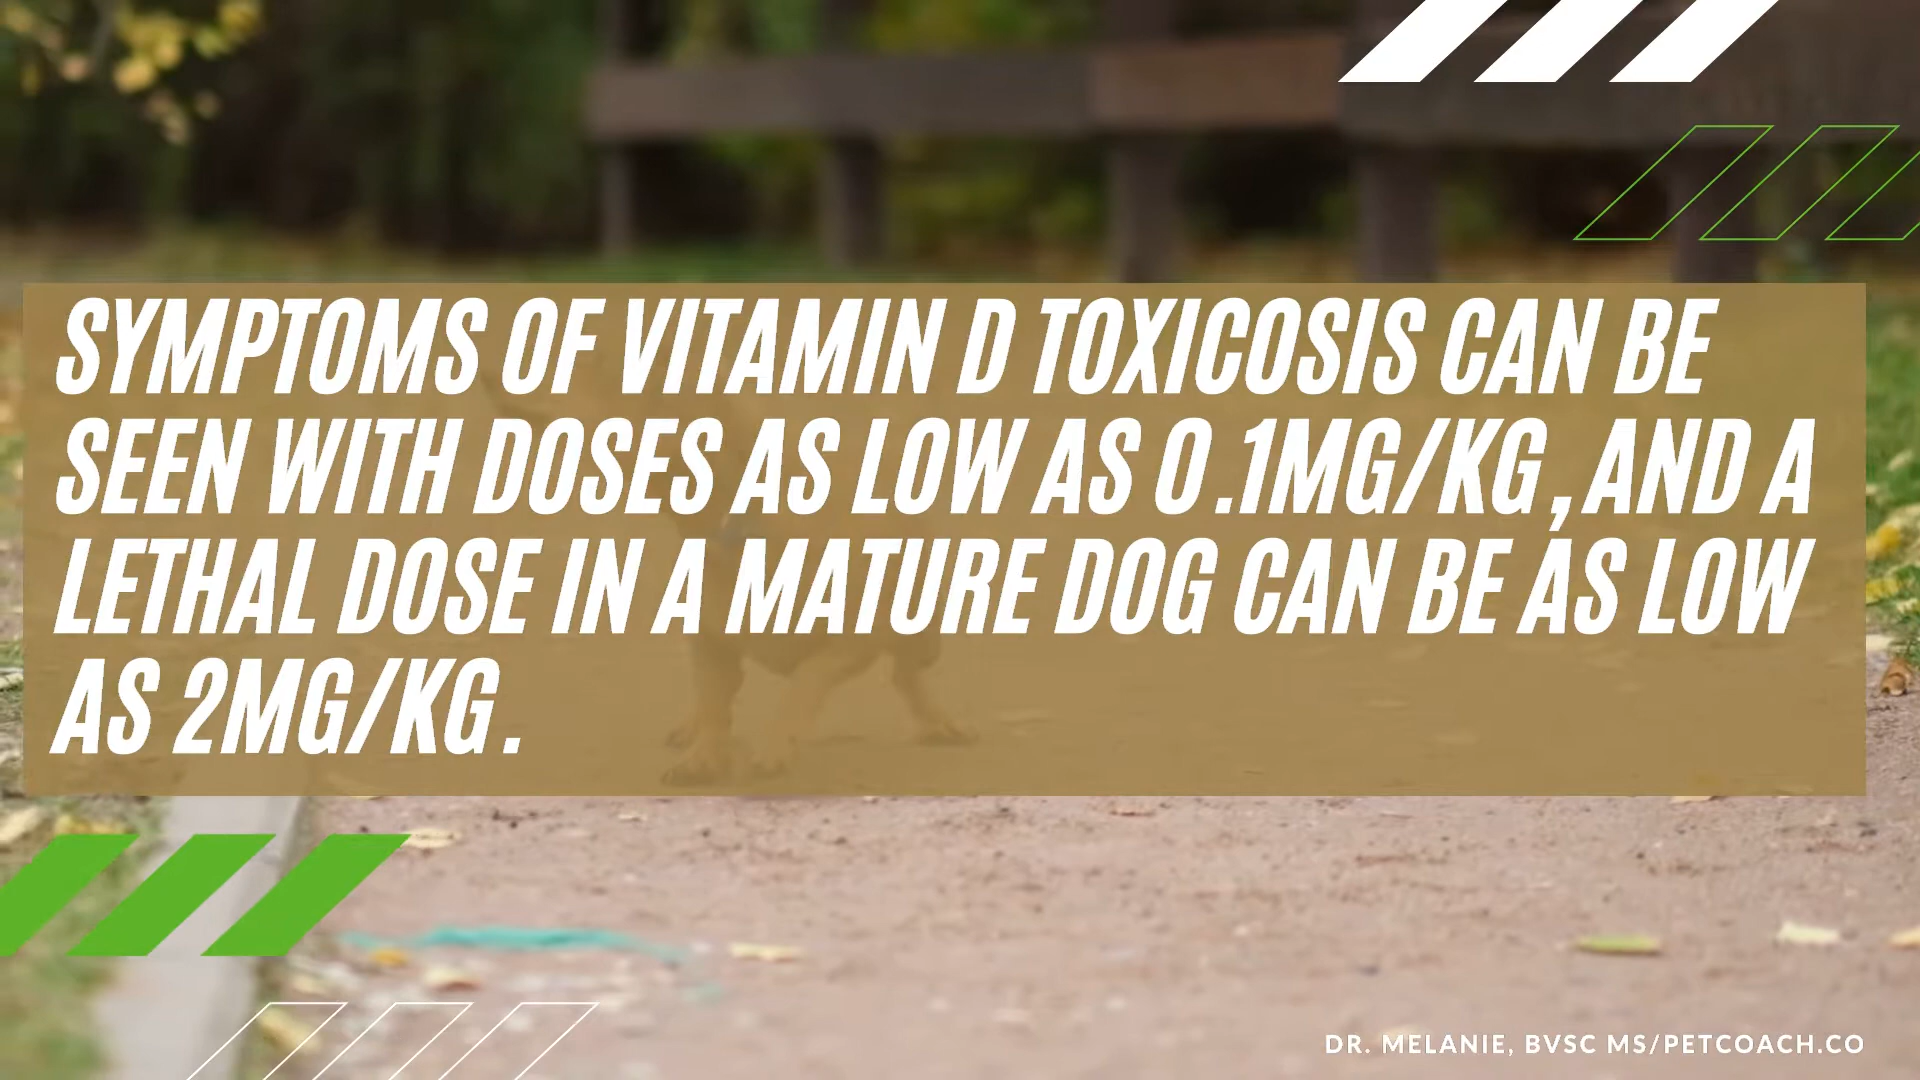 SYMPTOMS OF VITAMIN D TOXICOSIS CAN BE
SEEN WITH DOSES AS LOW AS 0.1MG/KG, AND A
LETHAL DOSE IN A MATURE DOG CAN BE AS LOW
AS 2MG/KG.
DR. MELANIE, BVSC MS/PETCOACH.CO